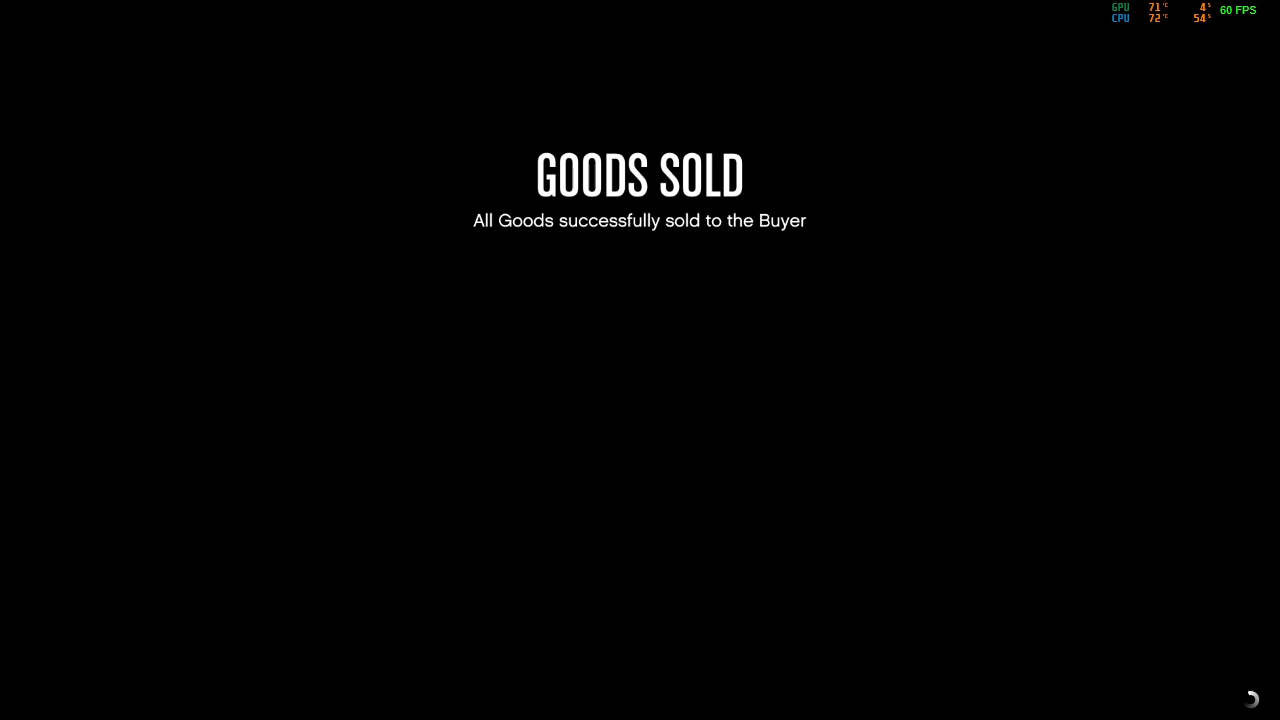 GPU 71°C 4% 60 FPS
CPU 72°C 54%
GOODS SOLD
All Goods successfully sold to the Buyer